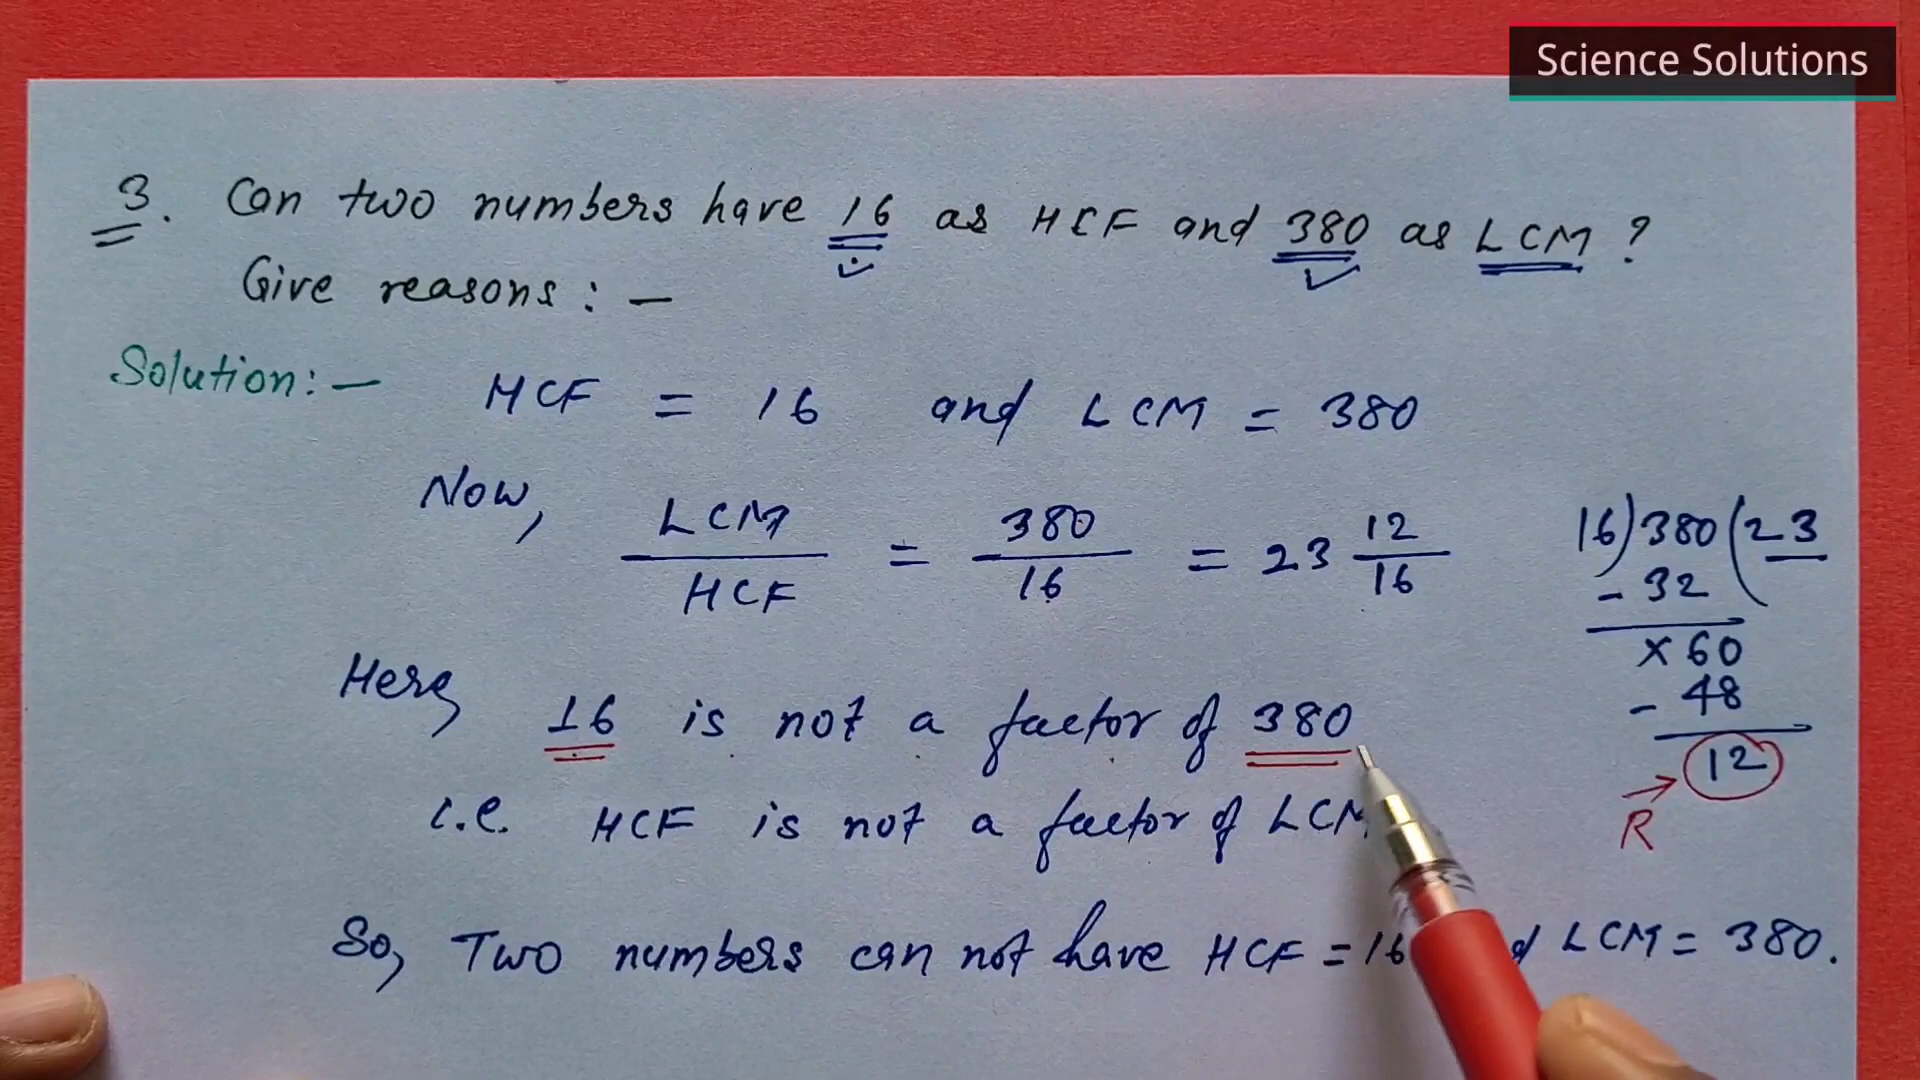 Science Solutions
3. Can two numbers have 16 as HCF and 380 as LCM ?
Give reasons : –
Solution:– HCF = 16 and LCM = 380
Now, LCM/HCF = 380/16 = 23 12/16
16)380(23
- 32
×60
- 48
12
R
Here, 16 is not a factor of 380
i.e. HCF is not a factor of LCM
So, Two numbers can not have HCF = 16 LCM = 380.